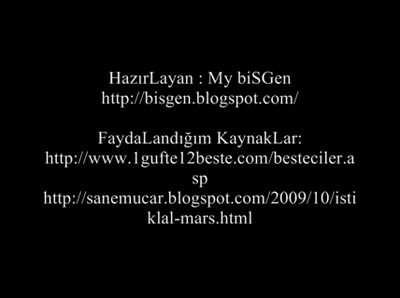 HazırLayan : My biSGen
http://bisgen.blogspot.com/
FaydaLandığım KaynakLar:
http://www.1gufte12beste.com/besteciler.a
sp
http://sanemucar.blogspot.com/2009/10/isti
klal-mars.html